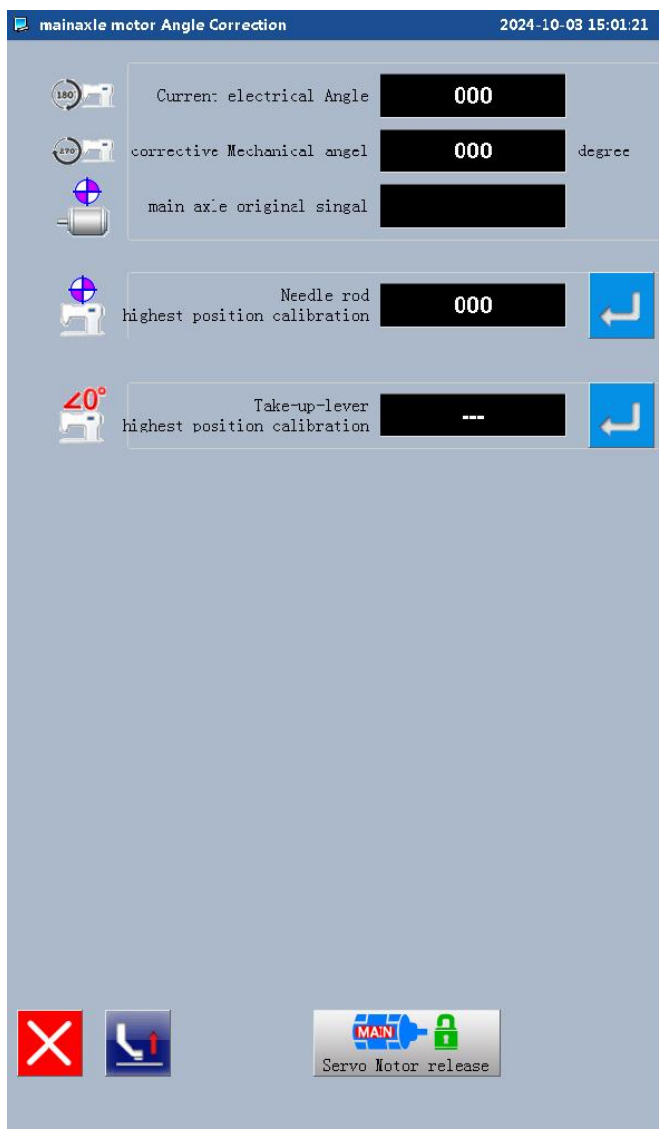 mainaxle motor Angle Correction 2024-10-03 15:01:21
180 Current electrical Angle 000
270 corrective Mechanical angel 000 degree
main axle original singal
Needle rod
highest position calibration 000
∠0° Take-up-lever
highest position calibration ---
MAIN
Servo Motor release